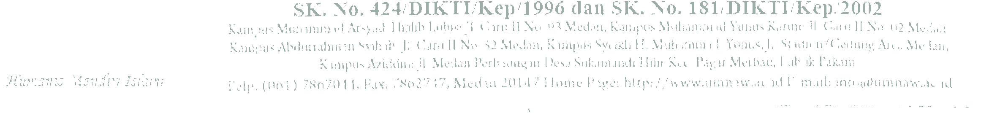 SK. No. 424/DIKTI/Kep/1996 dan SK. No. 181/DIKTI/Kep/2002
Kampus Muhammad Arsyad Thalib Lubis: Jl. Garu II No. 93 Medan, Kampus Muhammad Yunus Karim: Jl. Garu II No. 02 Medan
Kampus Abdurrahman Syihab: Jl. Garu II No. 52 Medan, Kampus Syeikh H. Muhammad Yunus, Jl. Stadion/Gedung Arca Medan,
Kampus Aziddin: Jl. Medan Perbaungan Desa Sukamandi Hilir Kec. Pagar Merbau, Lubuk Pakam
Telp. (061) 7867044, Fax. 7862747, Medan 20147 Home Page: http://www.umnaw.ac.id E-mail: info@umnaw.ac.id